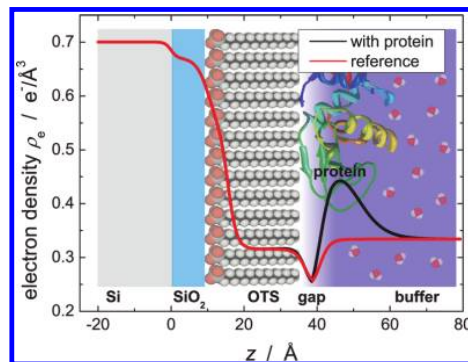 electron density ρe / e⁻/Å³
0.7
0.6
0.5
0.4
0.3
0.2
with protein
reference
protein
Si
SiO2
OTS
gap
buffer
-20
0
20
40
60
80
z / Å